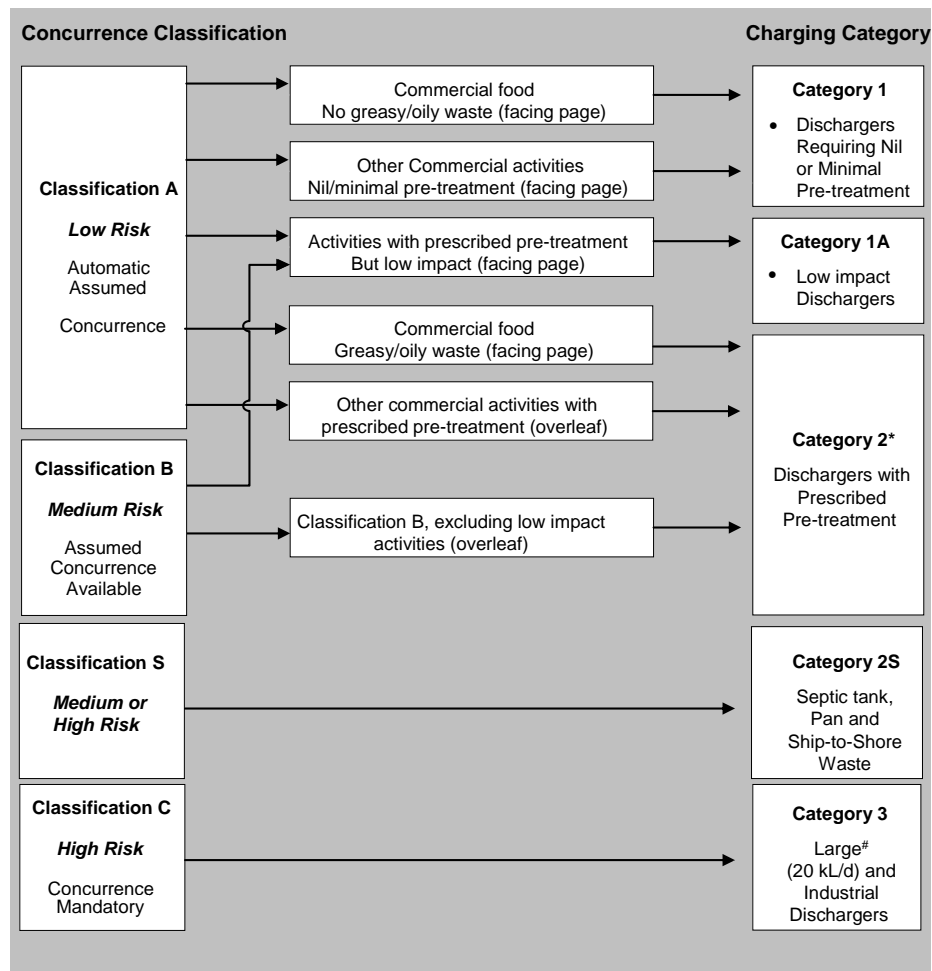 Concurrence Classification
Charging Category
Classification A
Low Risk
Automatic
Assumed
Concurrence
Commercial food
No greasy/oily waste (facing page)
Other Commercial activities
Nil/minimal pre-treatment (facing page)
Activities with prescribed pre-treatment
But low impact (facing page)
Commercial food
Greasy/oily waste (facing page)
Other commercial activities with
prescribed pre-treatment (overleaf)
Category 1
• Dischargers
Requiring Nil
or Minimal
Pre-treatment
Category 1A
• Low impact
Dischargers
Classification B
Medium Risk
Assumed
Concurrence
Available
Classification B, excluding low impact
activities (overleaf)
Category 2*
Dischargers with
Prescribed
Pre-treatment
Classification S
Medium or
High Risk
Category 2S
Septic tank,
Pan and
Ship-to-Shore
Waste
Classification C
High Risk
Concurrence
Mandatory
Category 3
Large#
(20 kL/d) and
Industrial
Dischargers